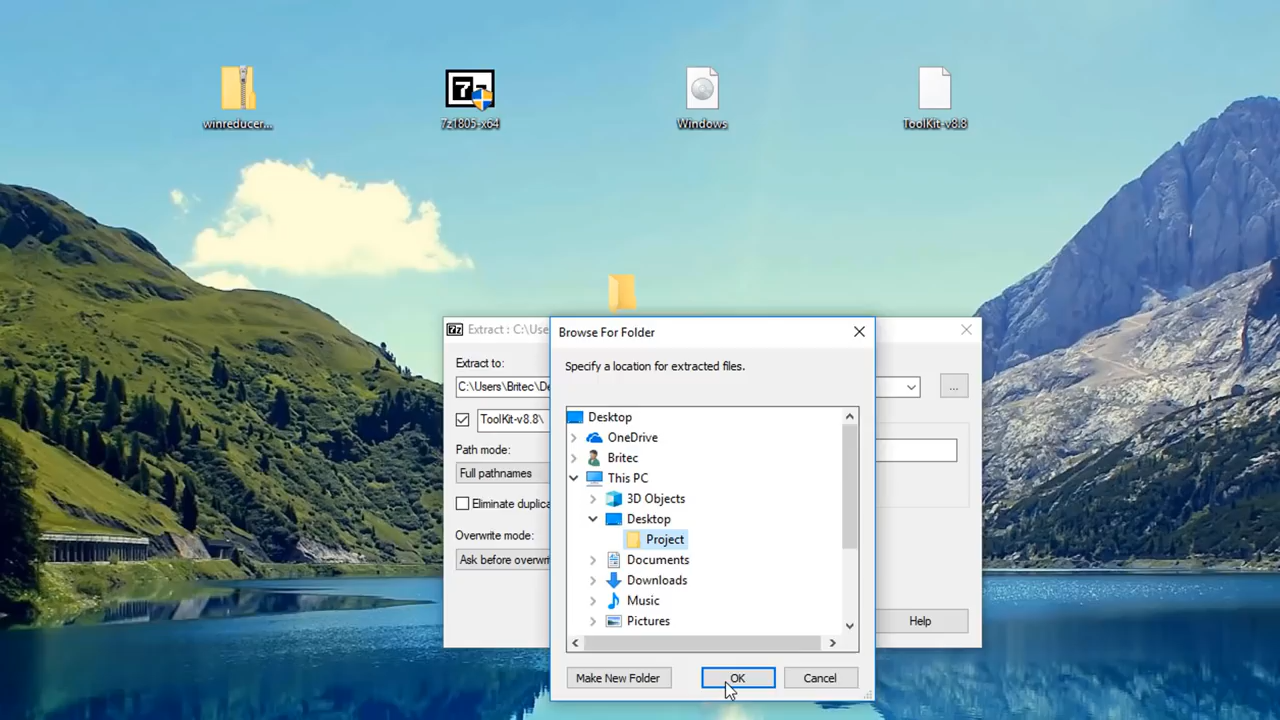 winreducer...
7z1805-x64
Windows
ToolKit-v8.8
Extract : C:\Use
Browse For Folder
Extract to:
Specify a location for extracted files.
C:\Users\Britec\De
...
ToolKit-v8.8\
Desktop
OneDrive
Path mode:
Britec
Full pathnames
This PC
3D Objects
Eliminate duplica
Desktop
Overwrite mode:
Project
Ask before overwri
Documents
Downloads
Music
Pictures
Help
Make New Folder
OK
Cancel